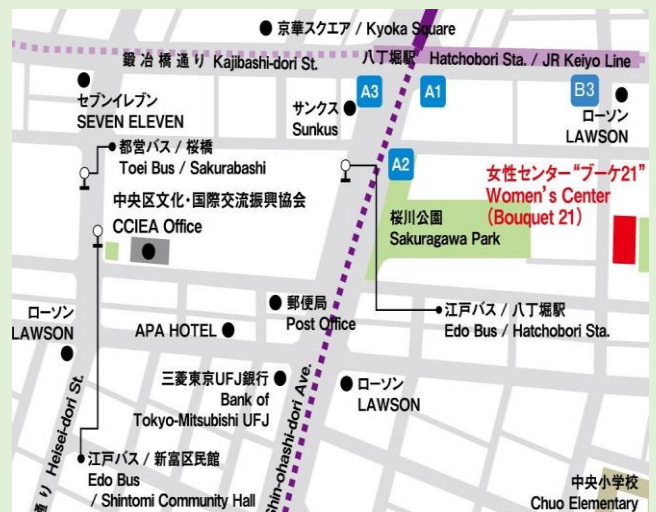 京華スクエア / Kyoka Square
鍛冶橋通り Kajibashi-dori St.
八丁堀駅 Hatchobori Sta. / JR Keiyo Line
セブンイレブン
SEVEN ELEVEN
サンクス
Sunkus
A3
A1
B3
ローソン
LAWSON
都営バス / 桜橋
Toei Bus / Sakurabashi
A2
女性センター“ブーケ21”
Women's Center
(Bouquet 21)
中央区文化・国際交流振興協会
CCIEA Office
桜川公園
Sakuragawa Park
郵便局
Post Office
江戸バス / 八丁堀駅
Edo Bus / Hatchobori Sta.
ローソン
LAWSON
APA HOTEL
三菱東京UFJ銀行
Bank of
Tokyo-Mitsubishi UFJ
ローソン
LAWSON
通り Heisei-dori St.
Shin-ohashi-dori Ave.
江戸バス / 新富区民館
Edo Bus
/ Shintomi Community Hall
中央小学校
Chuo Elementary